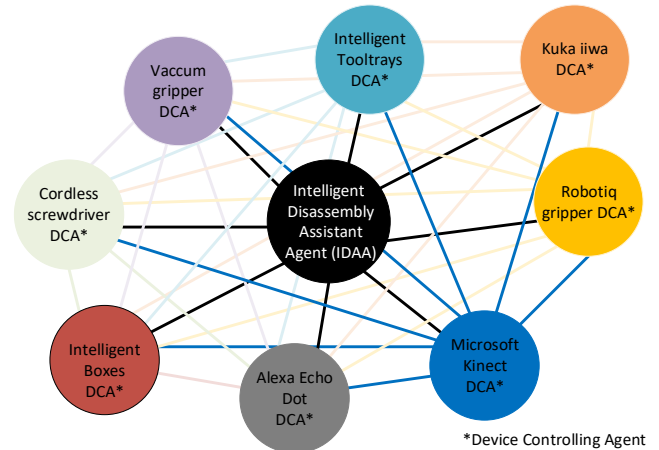 Intelligent
Tooltrays
DCA*
Kuka iiwa
DCA*
Vaccum
gripper
DCA*
Intelligent
Disassembly
Assistant
Agent (IDAA)
Cordless
screwdriver
DCA*
Robotiq
gripper DCA*
Intelligent
Boxes
DCA*
Alexa Echo
Dot
DCA*
Microsoft
Kinect
DCA*
*Device Controlling Agent